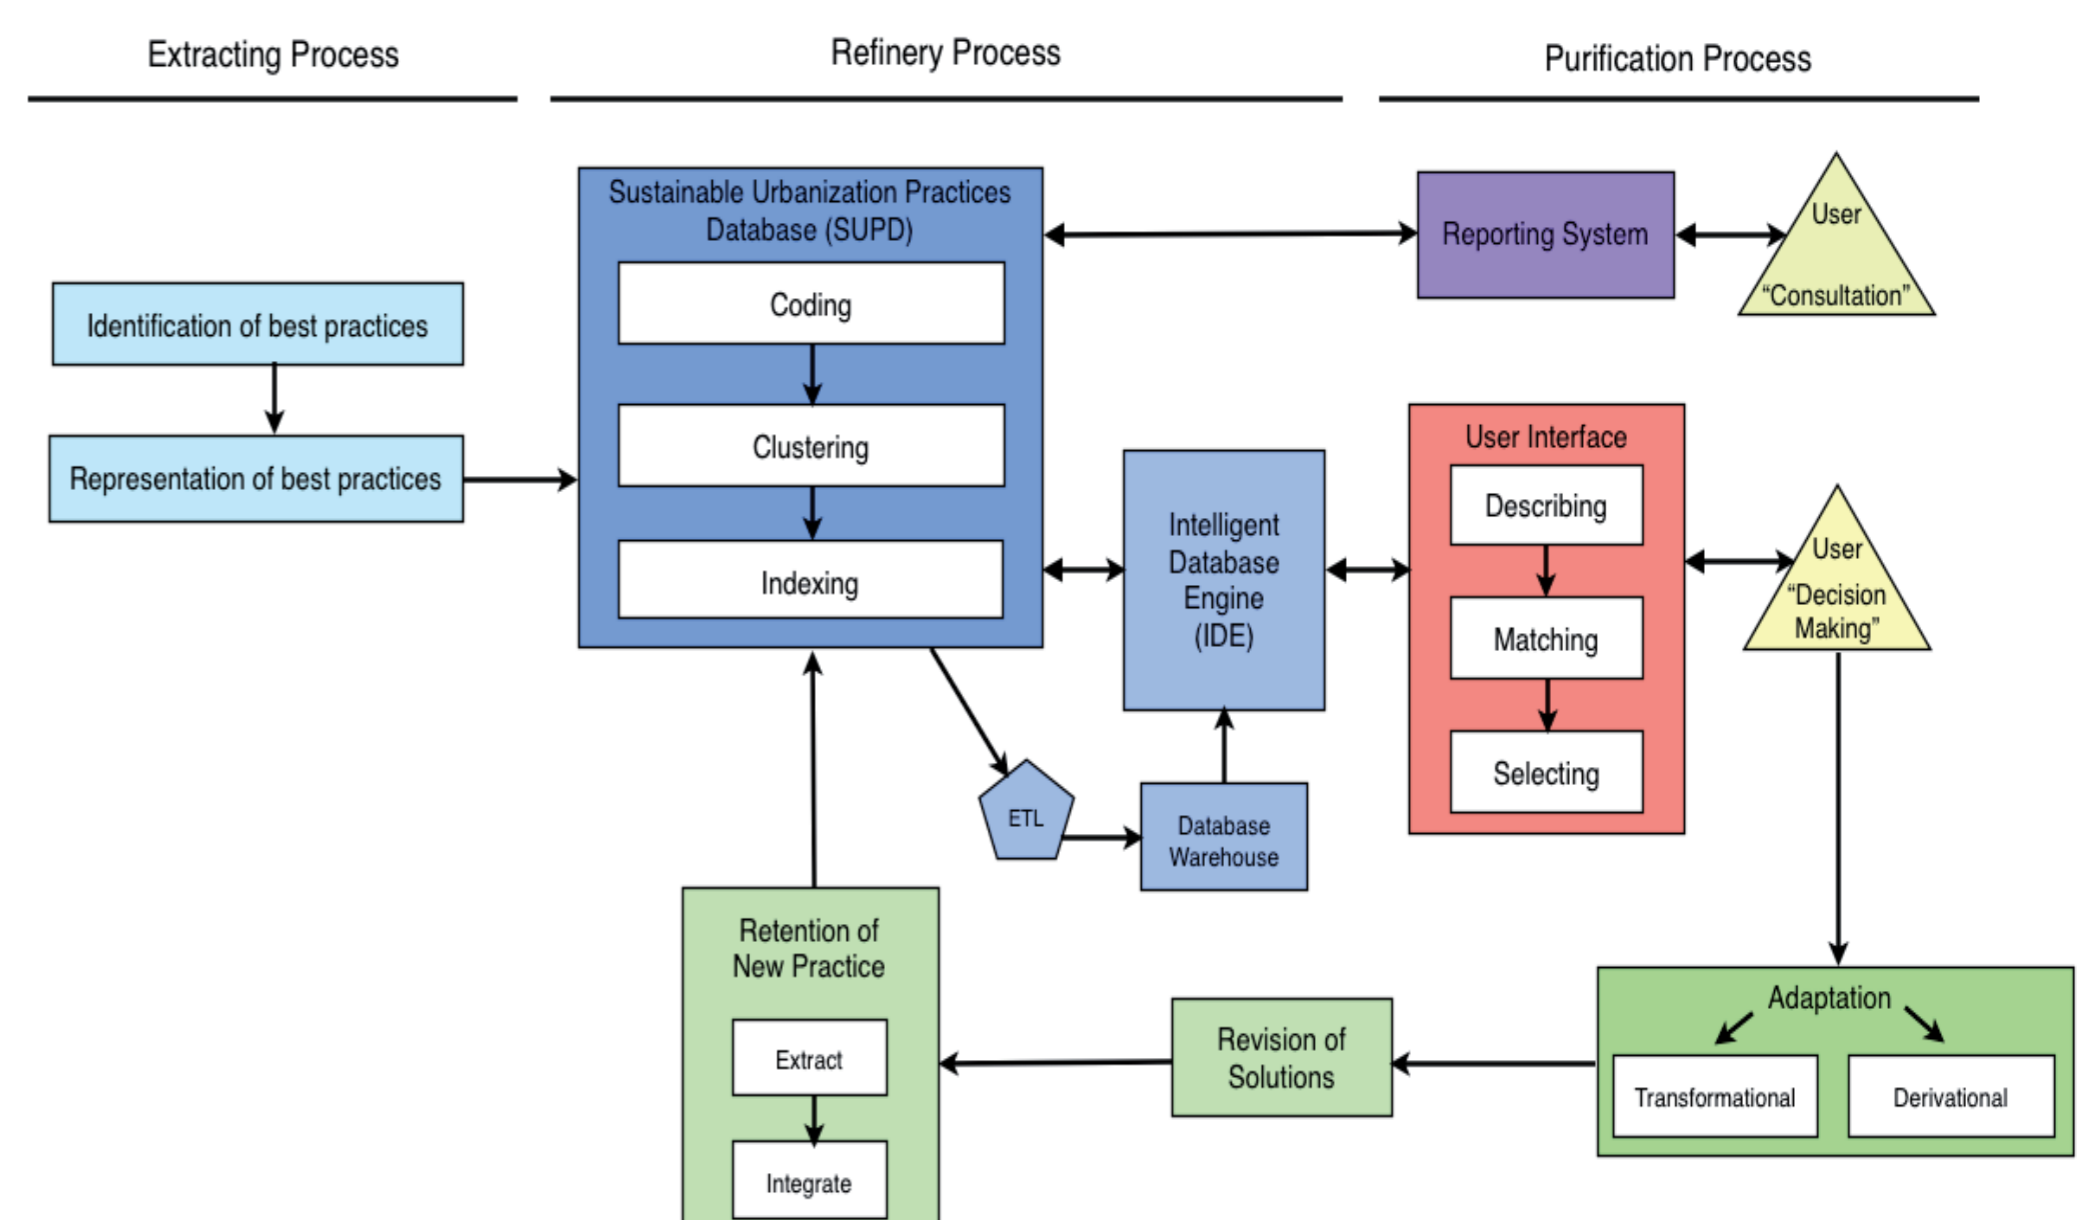 Extracting Process
Refinery Process
Purification Process
Sustainable Urbanization Practices
Database (SUPD)
Coding
Clustering
Indexing
Identification of best practices
Representation of best practices
Reporting System
User
“Consultation”
Intelligent
Database
Engine
(IDE)
User Interface
Describing
Matching
Selecting
User
“Decision
Making”
ETL
Database
Warehouse
Retention of
New Practice
Extract
Integrate
Revision of
Solutions
Adaptation
Transformational
Derivational